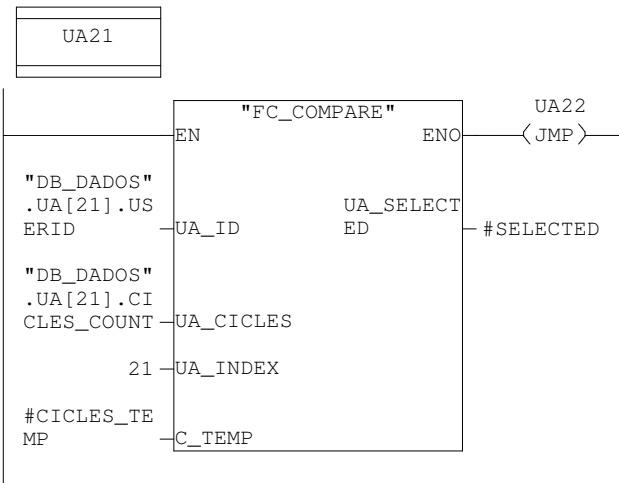 UA21
"FC_COMPARE"
UA22
EN
ENO
JMP
"DB_DADOS"
.UA[21].US
ERID
UA_ID
UA_SELECT
ED
#SELECTED
"DB_DADOS"
.UA[21].CI
CLES_COUNT
UA_CICLES
21
UA_INDEX
#CICLES_TE
MP
C_TEMP